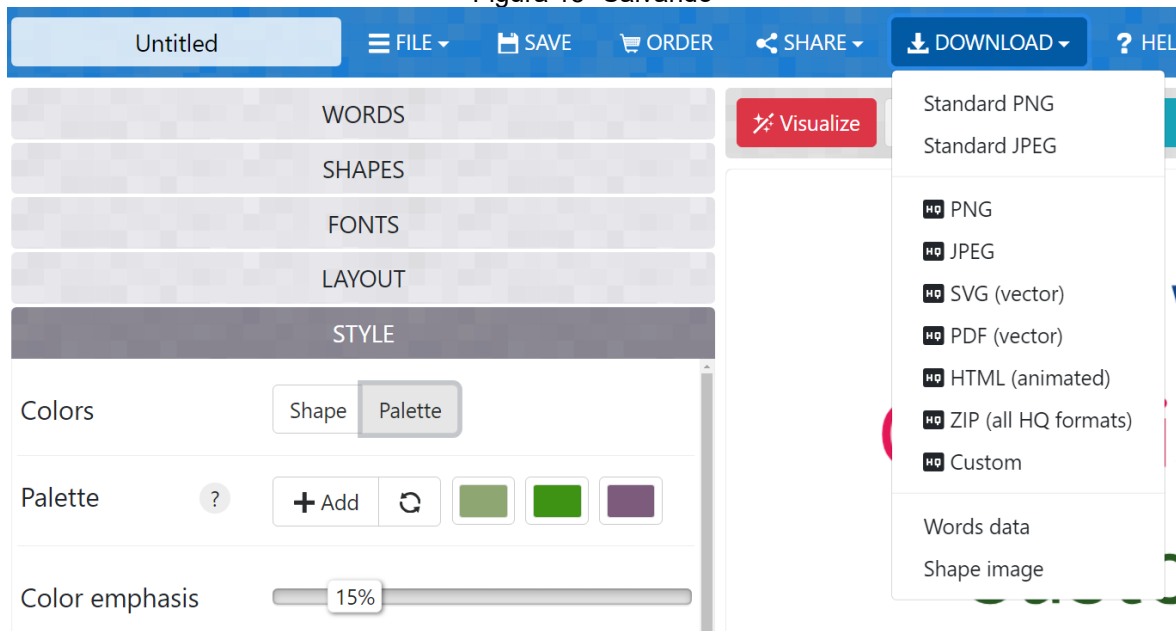 Untitled
FILE
SAVE
ORDER
SHARE
DOWNLOAD
? HEL
WORDS
SHAPES
FONTS
LAYOUT
STYLE
Colors
Shape
Palette
Palette
?
Add
Color emphasis
15%
Visualize
Standard PNG
Standard JPEG
HQ PNG
HQ JPEG
HQ SVG (vector)
HQ PDF (vector)
HQ HTML (animated)
HQ ZIP (all HQ formats)
HQ Custom
Words data
Shape image